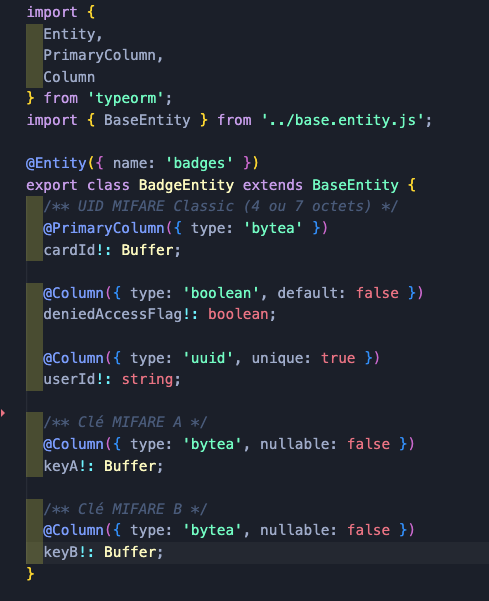 import {
  Entity,
  PrimaryColumn,
  Column
} from 'typeorm';
import { BaseEntity } from '../base.entity.js';

@Entity({ name: 'badges' })
export class BadgeEntity extends BaseEntity {
  /** UID MIFARE Classic (4 ou 7 octets) */
  @PrimaryColumn({ type: 'bytea' })
  cardId!: Buffer;

  @Column({ type: 'boolean', default: false })
  deniedAccessFlag!: boolean;

  @Column({ type: 'uuid', unique: true })
  userId!: string;

  /** Clé MIFARE A */
  @Column({ type: 'bytea', nullable: false })
  keyA!: Buffer;

  /** Clé MIFARE B */
  @Column({ type: 'bytea', nullable: false })
  keyB!: Buffer;
}